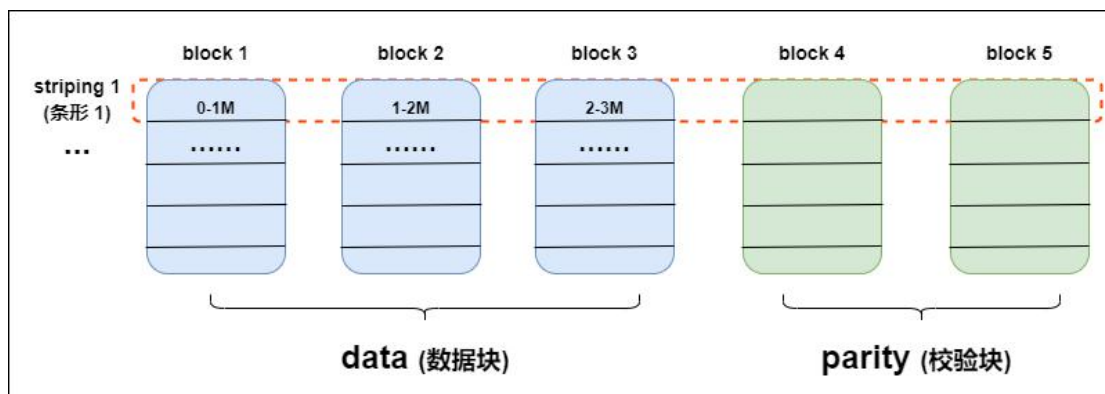 block 1 block 2 block 3 block 4 block 5
striping 1
(条形 1)
0-1M 1-2M 2-3M
... ...... ...... ......
data (数据块) parity (校验块)